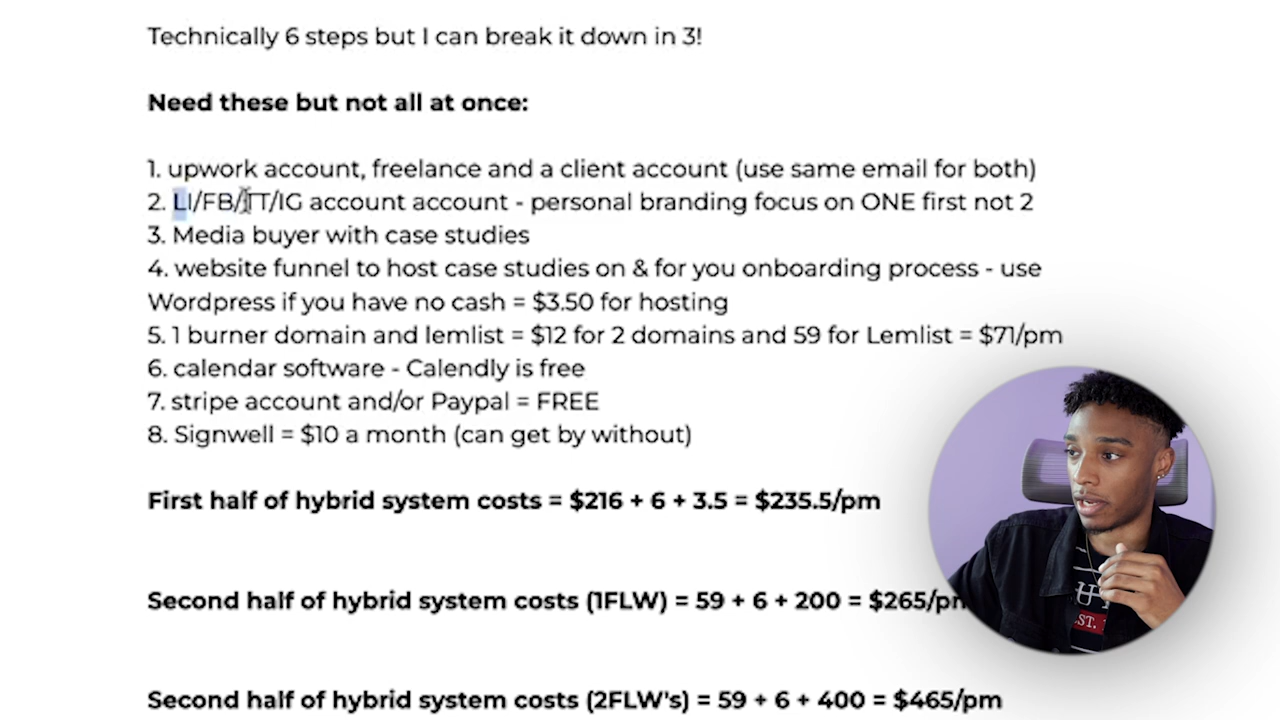 Technically 6 steps but I can break it down in 3!
Need these but not all at once:
1. upwork account, freelance and a client account (use same email for both)
2. LI/FB/TT/IG account account - personal branding focus on ONE first not 2
3. Media buyer with case studies
4. website funnel to host case studies on & for you onboarding process - use
Wordpress if you have no cash = $3.50 for hosting
5. 1 burner domain and lemlist = $12 for 2 domains and 59 for Lemlist = $71/pm
6. calendar software - Calendly is free
7. stripe account and/or Paypal = FREE
8. Signwell = $10 a month (can get by without)
First half of hybrid system costs = $216 + 6 + 3.5 = $235.5/pm
Second half of hybrid system costs (1FLW) = 59 + 6 + 200 = $265/pm
Second half of hybrid system costs (2FLW's) = 59 + 6 + 400 = $465/pm